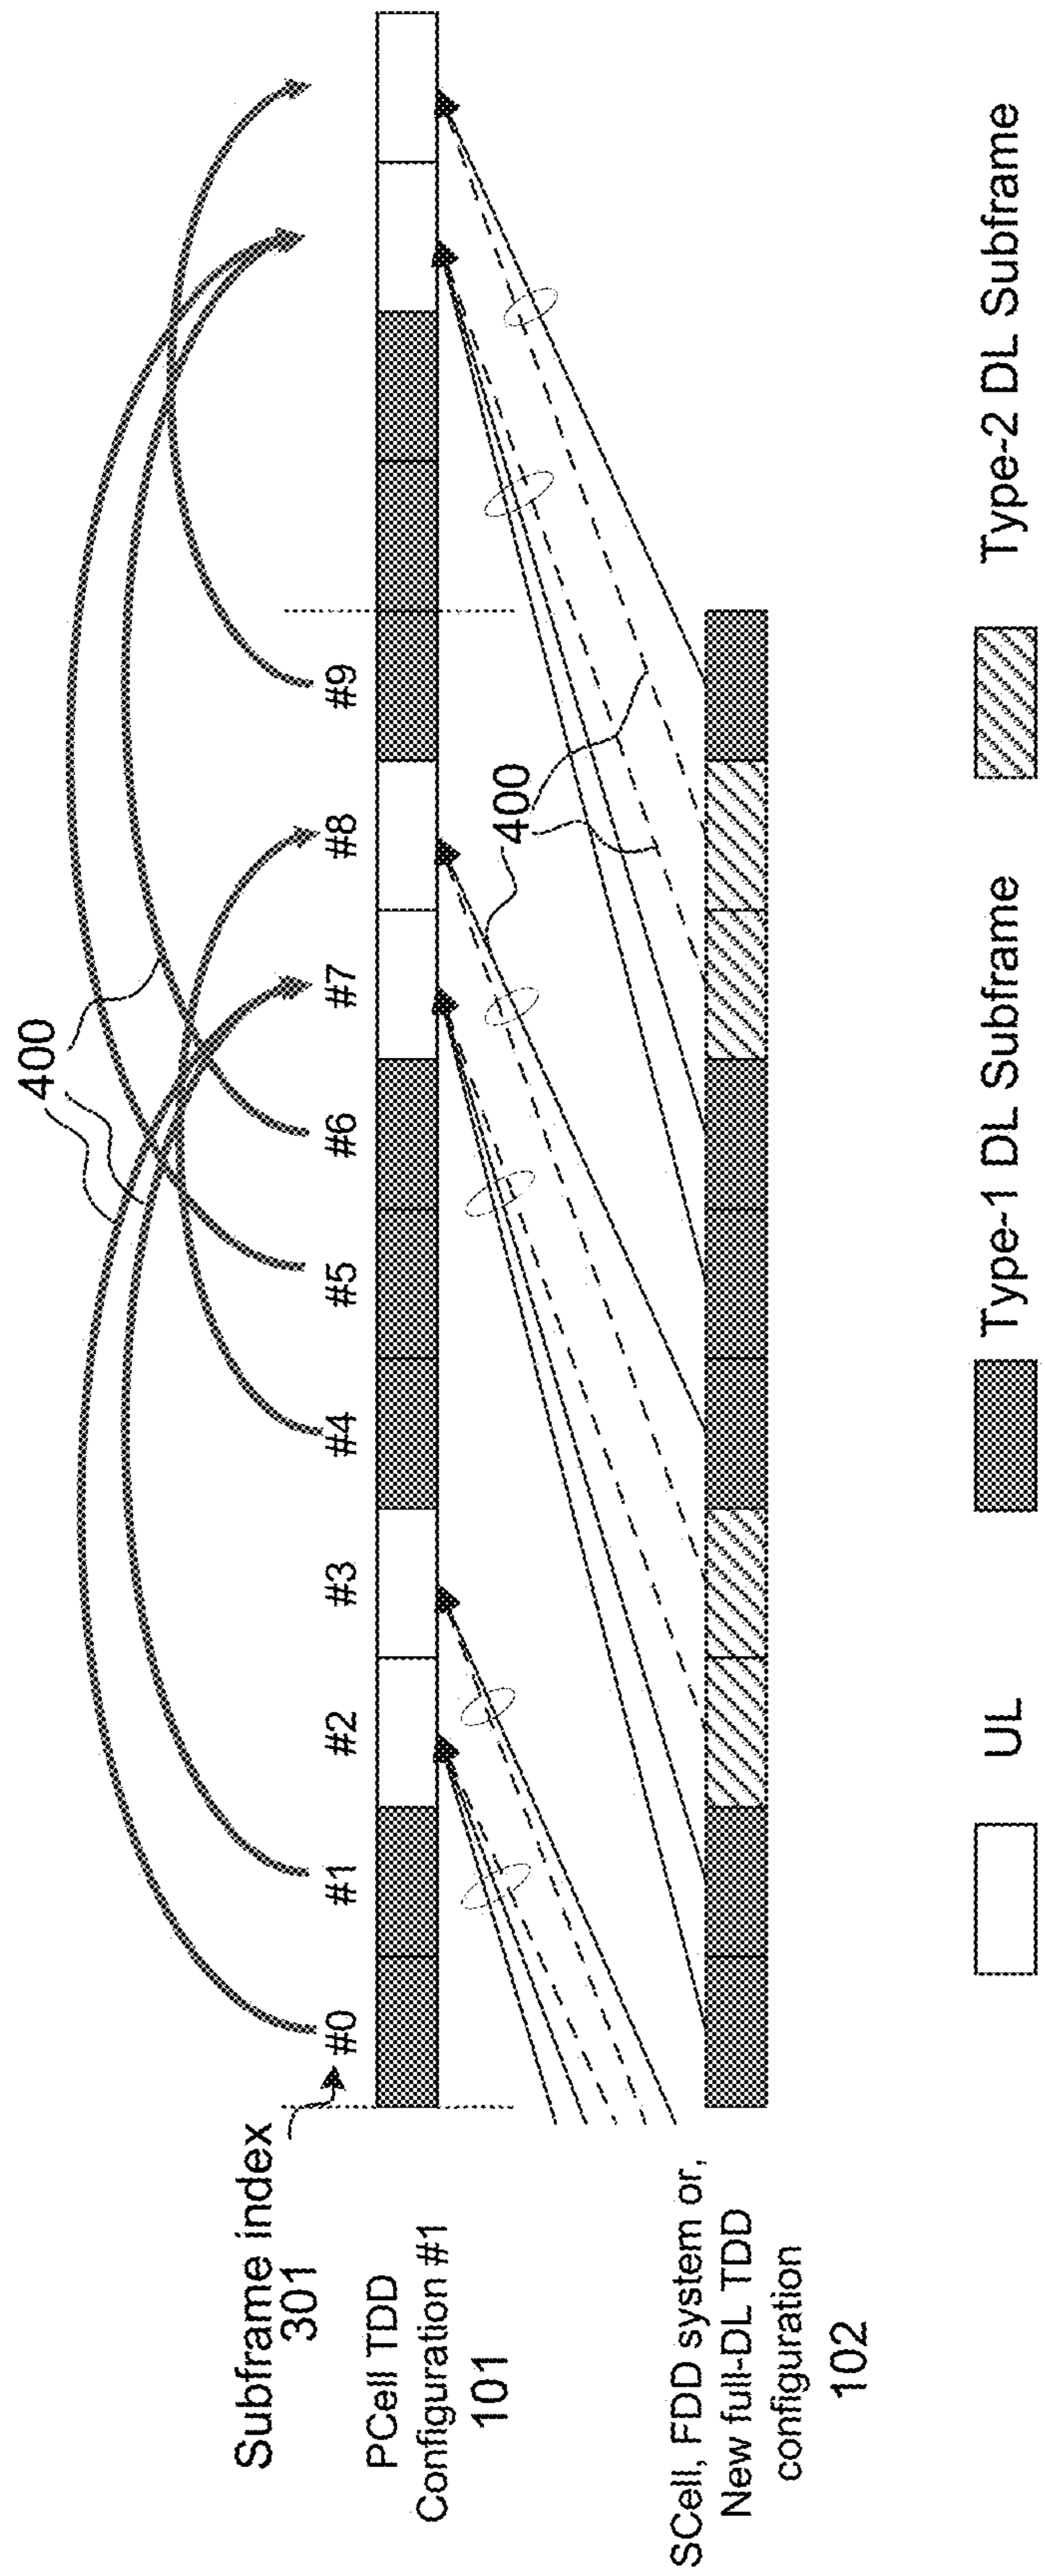 400
Subframe index
301
#0
#1
#2
#3
#4
#5
#6
#7
#8
#9
PCell TDD
Configuration #1
101
400
SCell, FDD system or,
New full-DL TDD
configuration
102
UL
Type-1 DL Subframe
Type-2 DL Subframe